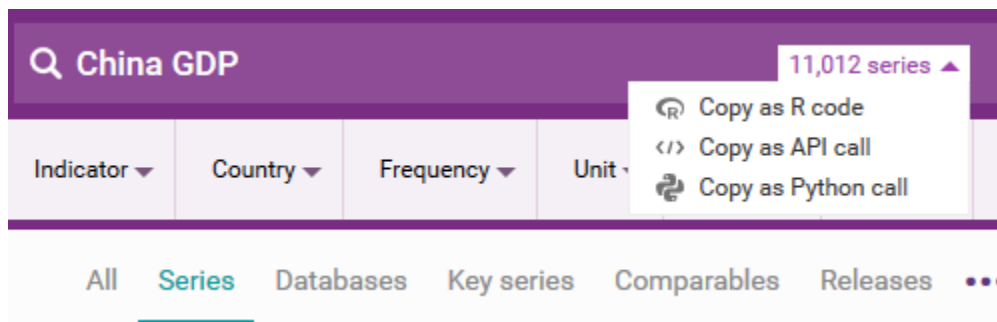 China GDP
11,012 series
Copy as R code
Copy as API call
Copy as Python call
Indicator Country Frequency Unit
All Series Databases Key series Comparables Releases